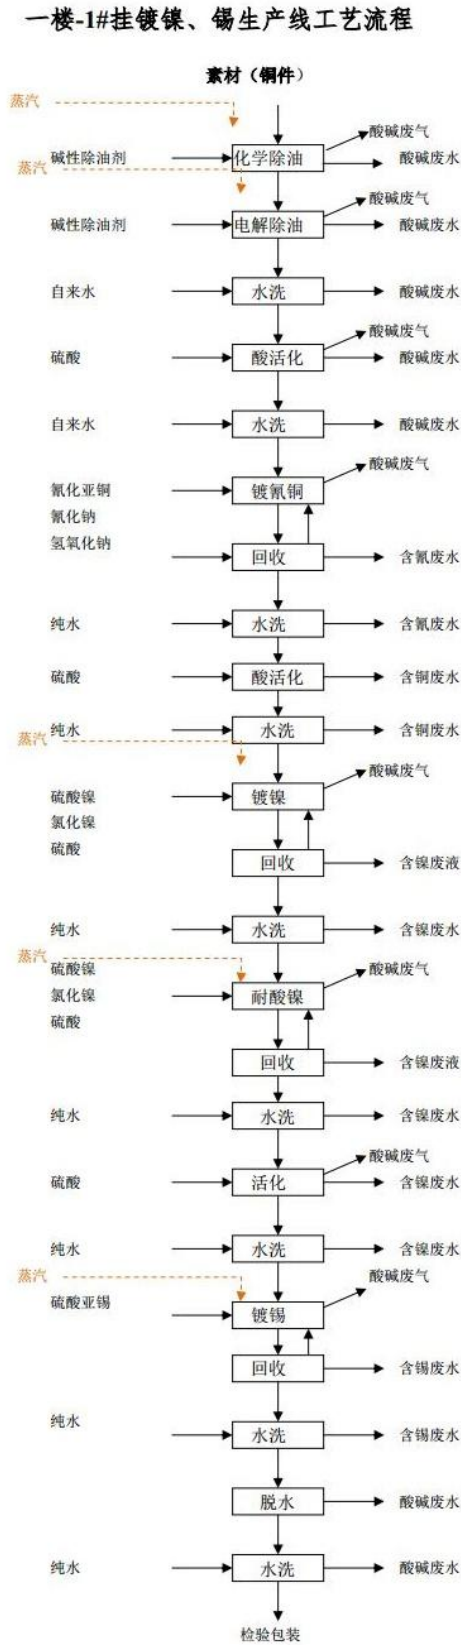 一楼-1#挂镀镍、锡生产线工艺流程
素材（铜件）
蒸汽
酸碱废气
碱性除油剂 化学除油 酸碱废水
蒸汽
酸碱废气
碱性除油剂 电解除油 酸碱废水
自来水 水洗 酸碱废水
酸碱废气
硫酸 酸活化 酸碱废水
自来水 水洗 酸碱废水
酸碱废气
氰化亚铜 镀氰铜
氰化钠
氢氧化钠
回收 含氰废水
纯水 水洗 含氰废水
硫酸 酸活化 含铜废水
纯水 水洗 含铜废水
蒸汽
酸碱废气
硫酸镍 镀镍
氯化镍
硫酸
回收 含镍废液
纯水 水洗 含镍废水
蒸汽
硫酸镍 酸碱废气
氯化镍 耐酸镍
硫酸
回收 含镍废液
纯水 水洗 含镍废水
酸碱废气
硫酸 活化 含镍废水
纯水 水洗 含镍废水
蒸汽 酸碱废气
硫酸亚锡 镀锡
回收 含锡废水
纯水
水洗 含锡废水
脱水 酸碱废水
纯水 水洗 酸碱废水
检验包装